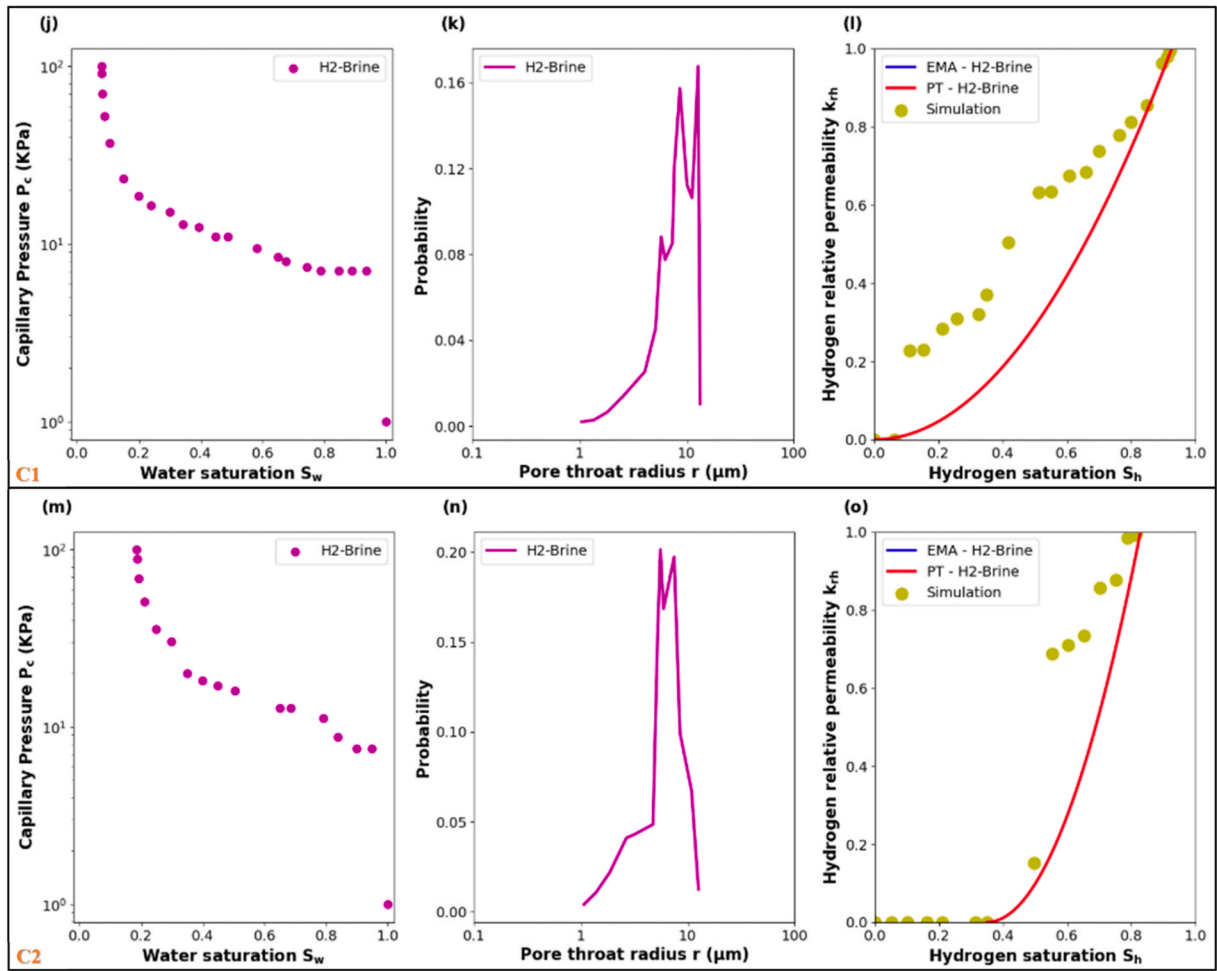 (j)
H2-Brine
Capillary Pressure P_c (KPa)
10²
10¹
10⁰
0.0 0.2 0.4 0.6 0.8 1.0
Water saturation S_w
C1
(k)
H2-Brine
Probability
0.16
0.12
0.08
0.04
0.00
0.1 1 10 100
Pore throat radius r (μm)
(l)
EMA - H2-Brine
PT - H2-Brine
Simulation
Hydrogen relative permeability k_rh
1.0
0.8
0.6
0.4
0.2
0.0
0.0 0.2 0.4 0.6 0.8 1.0
Hydrogen saturation S_h
(m)
H2-Brine
Capillary Pressure P_c (KPa)
10²
10¹
10⁰
0.0 0.2 0.4 0.6 0.8 1.0
Water saturation S_w
C2
(n)
H2-Brine
Probability
0.20
0.15
0.10
0.05
0.00
0.1 1 10 100
Pore throat radius r (μm)
(o)
EMA - H2-Brine
PT - H2-Brine
Simulation
Hydrogen relative permeability k_rh
1.0
0.8
0.6
0.4
0.2
0.0
0.0 0.2 0.4 0.6 0.8 1.0
Hydrogen saturation S_h